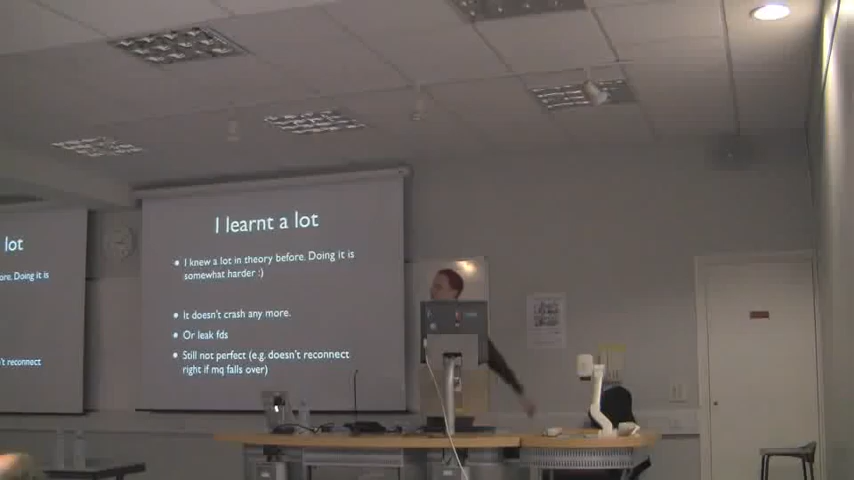 lot
ore. Doing it is
't reconnect
I learnt a lot
I knew a lot in theory before. Doing it is
somewhat harder :)
It doesn't crash any more.
Or leak fds
Still not perfect (e.g. doesn't reconnect
right if mq falls over)